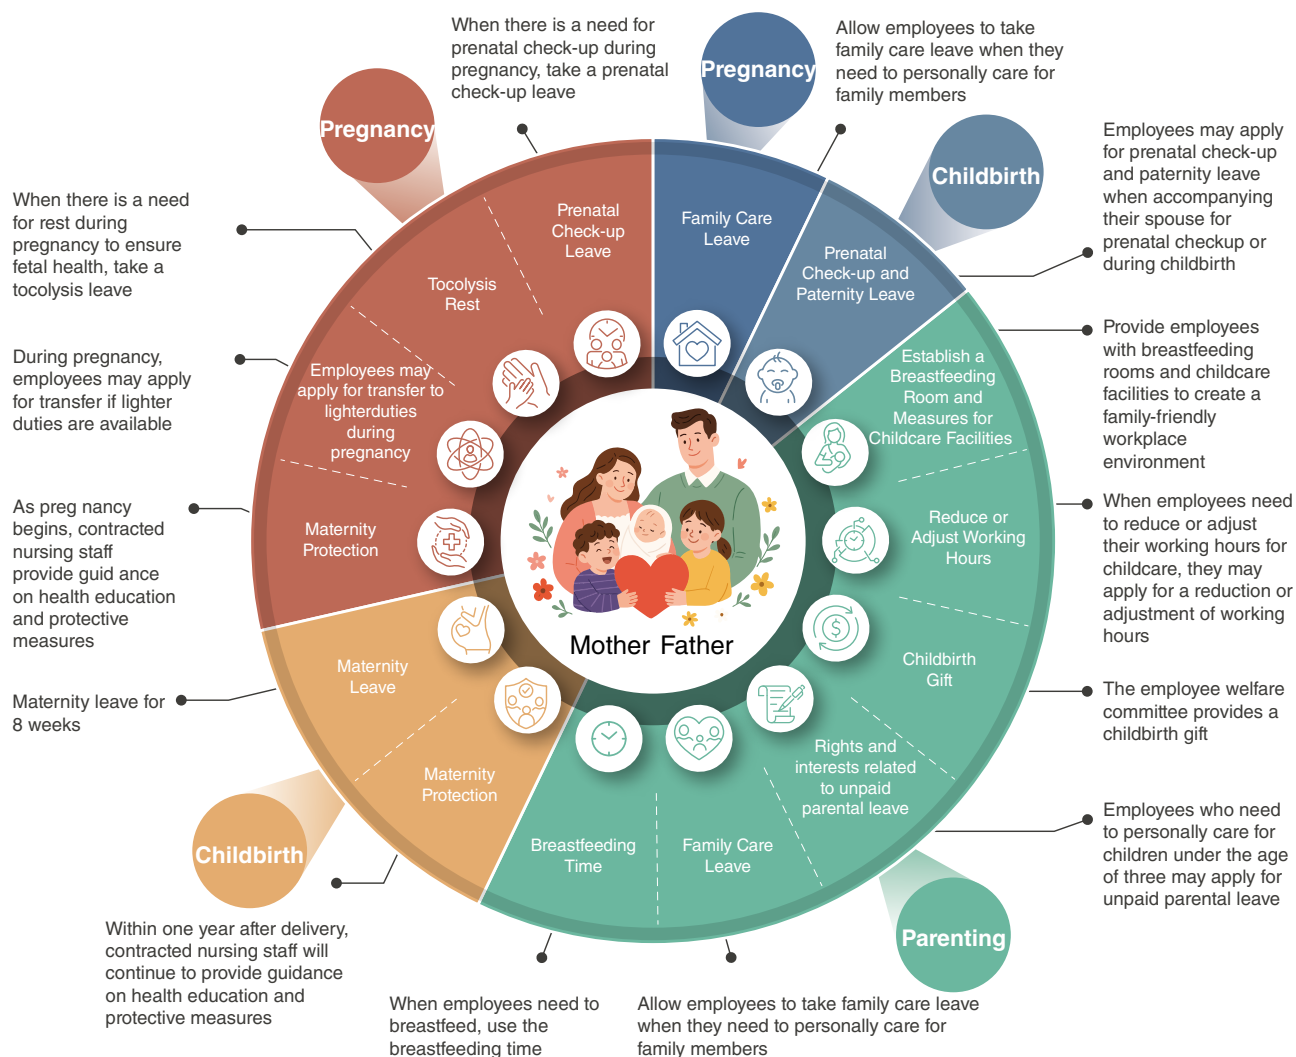 When there is a need for
prenatal check-up during
pregnancy, take a prenatal
check-up leave
Pregnancy
Allow employees to take
family care leave when they
need to personally care for
family members
Pregnancy
Childbirth
Employees may apply
for prenatal check-up
and paternity leave
when accompanying
their spouse for
prenatal checkup or
during childbirth
When there is a need
for rest during
pregnancy to ensure
fetal health, take a
tocolysis leave
Prenatal
Check-up
Leave
Family Care
Leave
Prenatal
Check-up and
Paternity Leave
Tocolysis
Rest
During pregnancy,
employees may apply
for transfer if lighter
duties are available
Employees may
apply for transfer to
lighterduties
during
pregnancy
Establish a
Breastfeeding
Room and
Measures for
Childcare Facilities
Provide employees
with breastfeeding
rooms and childcare
facilities to create a
family-friendly
workplace
environment
As preg nancy
begins, contracted
nursing staff
provide guid ance
on health education
and protective
measures
Maternity
Protection
Reduce or
Adjust Working
Hours
When employees need
to reduce or adjust
their working hours for
childcare, they may
apply for a reduction or
adjustment of working
hours
Mother Father
Maternity leave for
8 weeks
Maternity
Leave
$
Childbirth
Gift
The employee welfare
committee provides a
childbirth gift
Maternity
Protection
Rights and
interests related
to unpaid
parental leave
Employees who need
to personally care for
children under the age
of three may apply for
unpaid parental leave
Childbirth
Breastfeeding
Time
Family Care
Leave
Parenting
Within one year after delivery,
contracted nursing staff will
continue to provide guidance
on health education and
protective measures
When employees need to
breastfeed, use the
breastfeeding time
Allow employees to take family care leave
when they need to personally care for
family members